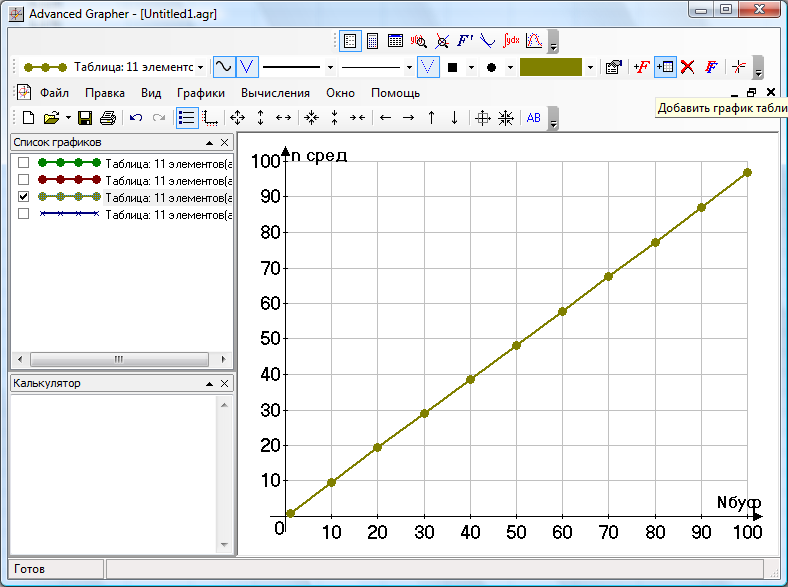 Advanced Grapher - [Untitled1.agr]
Таблица: 11 элементс
Файл Правка Вид Графики Вычисления Окно Помощь
Добавить график табли
AB
Список графиков
Таблица: 11 элементов(а
Таблица: 11 элементов(а
Таблица: 11 элементов(а
Таблица: 11 элементов(а
Калькулятор
n сред
100
90
80
70
60
50
40
30
20
10
0
10 20 30 40 50 60 70 80 90 100
Nбуф
Готов